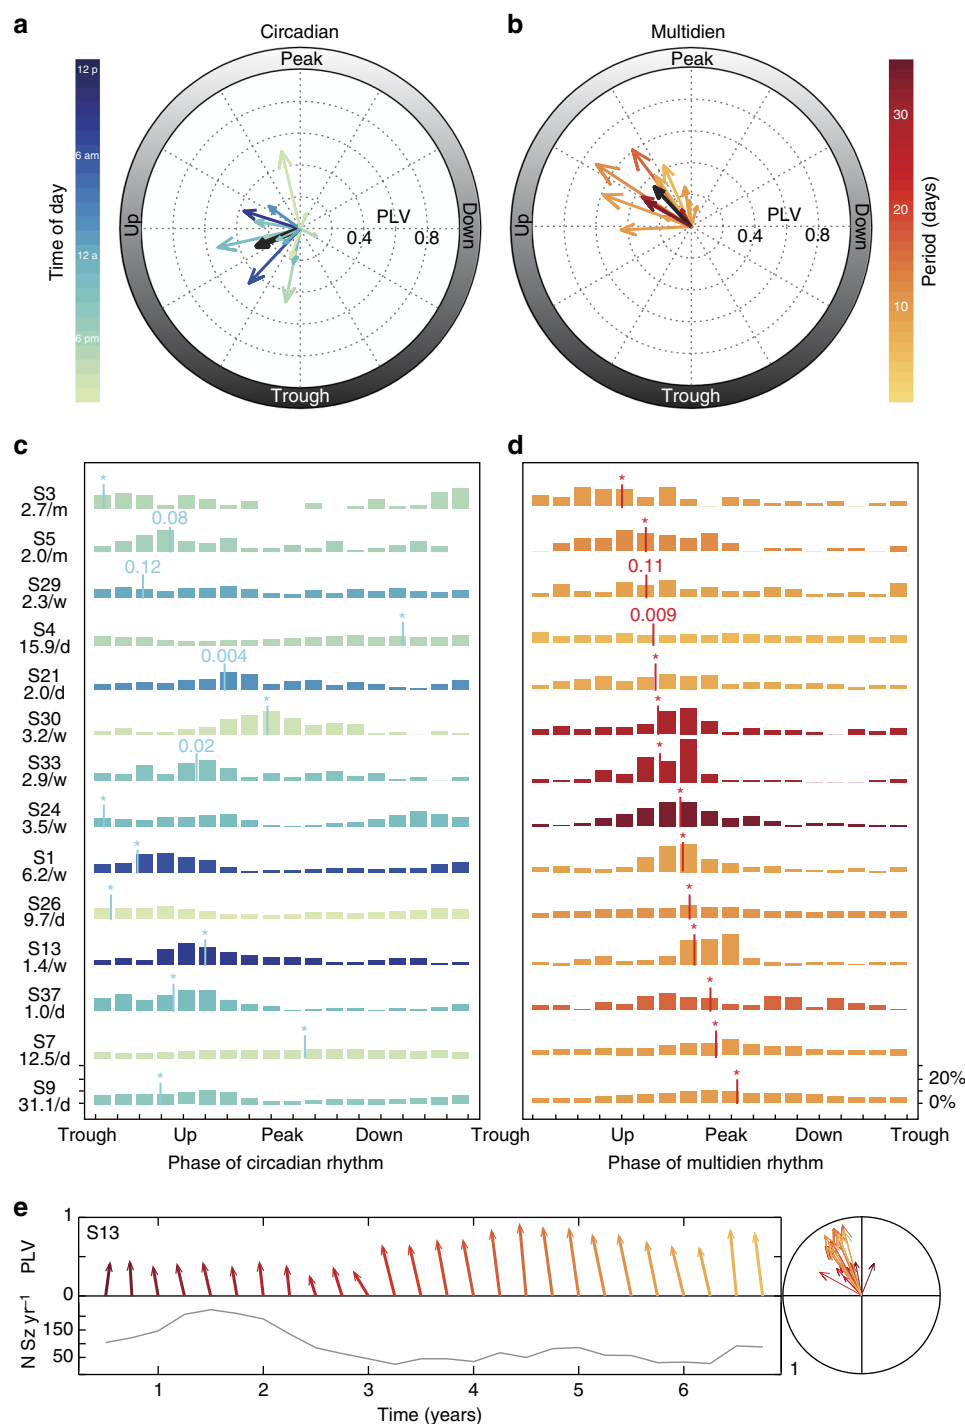 a
Circadian
b
Multidien
12 p
6 am
12 a
6 pm
Time of day
Peak
Up
Down
Trough
PLV
0.4
0.8
Peak
Up
Down
Trough
PLV
0.4
0.8
30
20
10
Period (days)
c
d
S3
2.7/m
*
*
S5
2.0/m
0.08
*
S29
2.3/w
0.12
0.11
S4
15.9/d
*
0.009
S21
2.0/d
0.004
*
S30
3.2/w
*
*
S33
2.9/w
0.02
*
S24
3.5/w
*
*
S1
6.2/w
*
*
S26
9.7/d
*
*
S13
1.4/w
*
*
S37
1.0/d
*
*
S7
12.5/d
*
*
S9
31.1/d
*
*
20%
0%
Trough Up Peak Down Trough
Up Peak Down Trough
Phase of circadian rhythm
Phase of multidien rhythm
e
S13
1
PLV
0
N Sz yr⁻¹
150
50
1 2 3 4 5 6
1
Time (years)